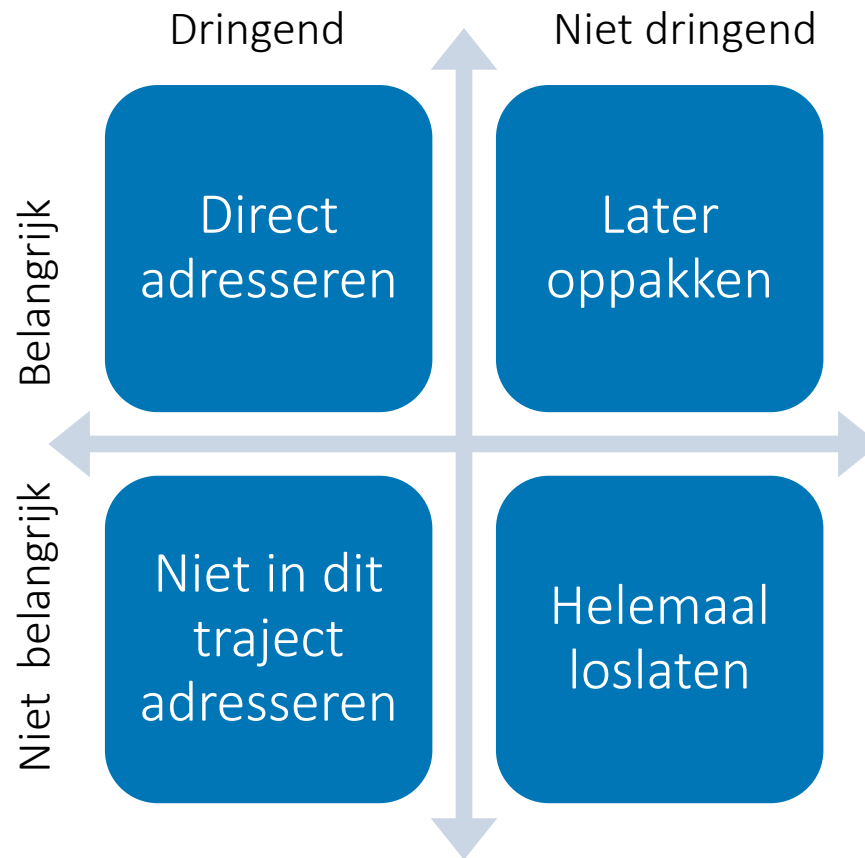 Dringend
Niet dringend
Belangrijk
Direct
adresseren
Later
oppakken
Niet belangrijk
Niet in dit
traject
adresseren
Helemaal
loslaten